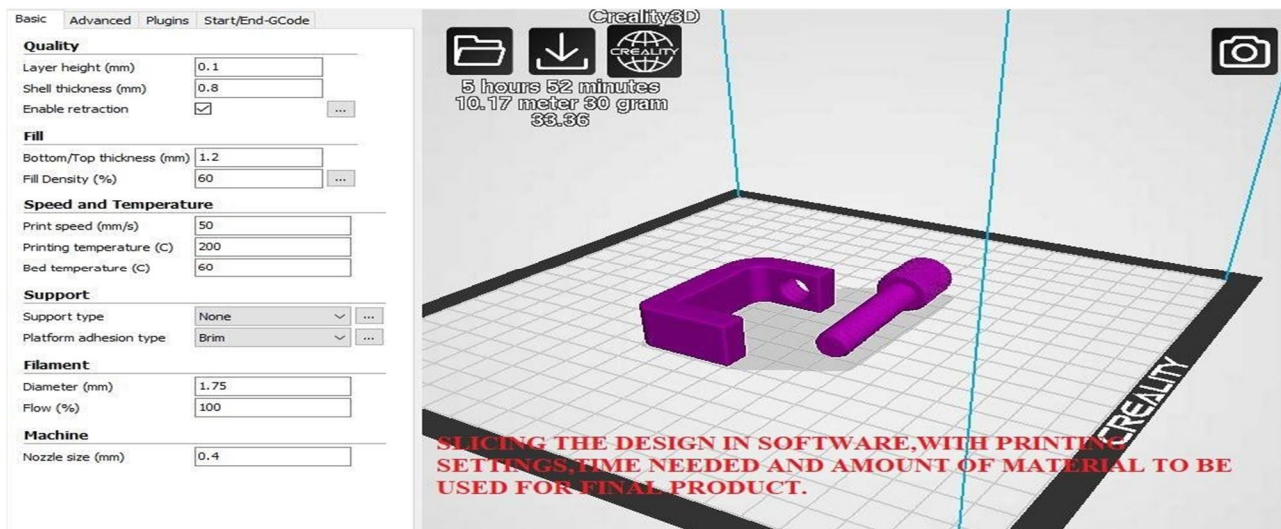 Basic Advanced Plugins Start/End-GCode
Quality
Layer height (mm) 0.1
Shell thickness (mm) 0.8
Enable retraction ...
Fill
Bottom/Top thickness (mm) 1.2
Fill Density (%) 60 ...
Speed and Temperature
Print speed (mm/s) 50
Printing temperature (C) 200
Bed temperature (C) 60
Support
Support type None ...
Platform adhesion type Brim ...
Filament
Diameter (mm) 1.75
Flow (%) 100
Machine
Nozzle size (mm) 0.4
Creality3D
CREALITY
5 hours 52 minutes
10.17 meter 30 gram
33.36
CREALITY
SLICING THE DESIGN IN SOFTWARE,WITH PRINTING
SETTINGS,TIME NEEDED AND AMOUNT OF MATERIAL TO BE
USED FOR FINAL PRODUCT.